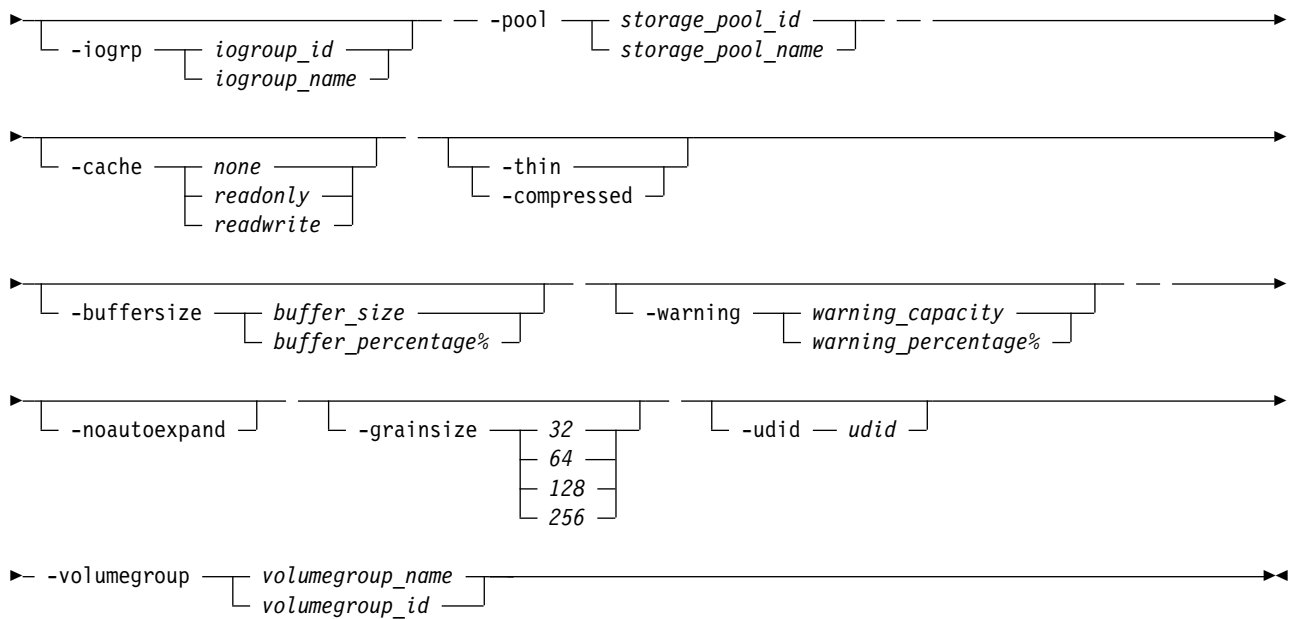 -iogrp iogroup_id -pool storage_pool_id
iogroup_name storage_pool_name
-cache none -thin
readonly -compressed
readwrite
-buffersize buffer_size -warning warning_capacity
buffer_percentage% warning_percentage%
-noautoexpand -grainsize 32 -udid udid
64
128
256
-volumegroup volumegroup_name
volumegroup_id